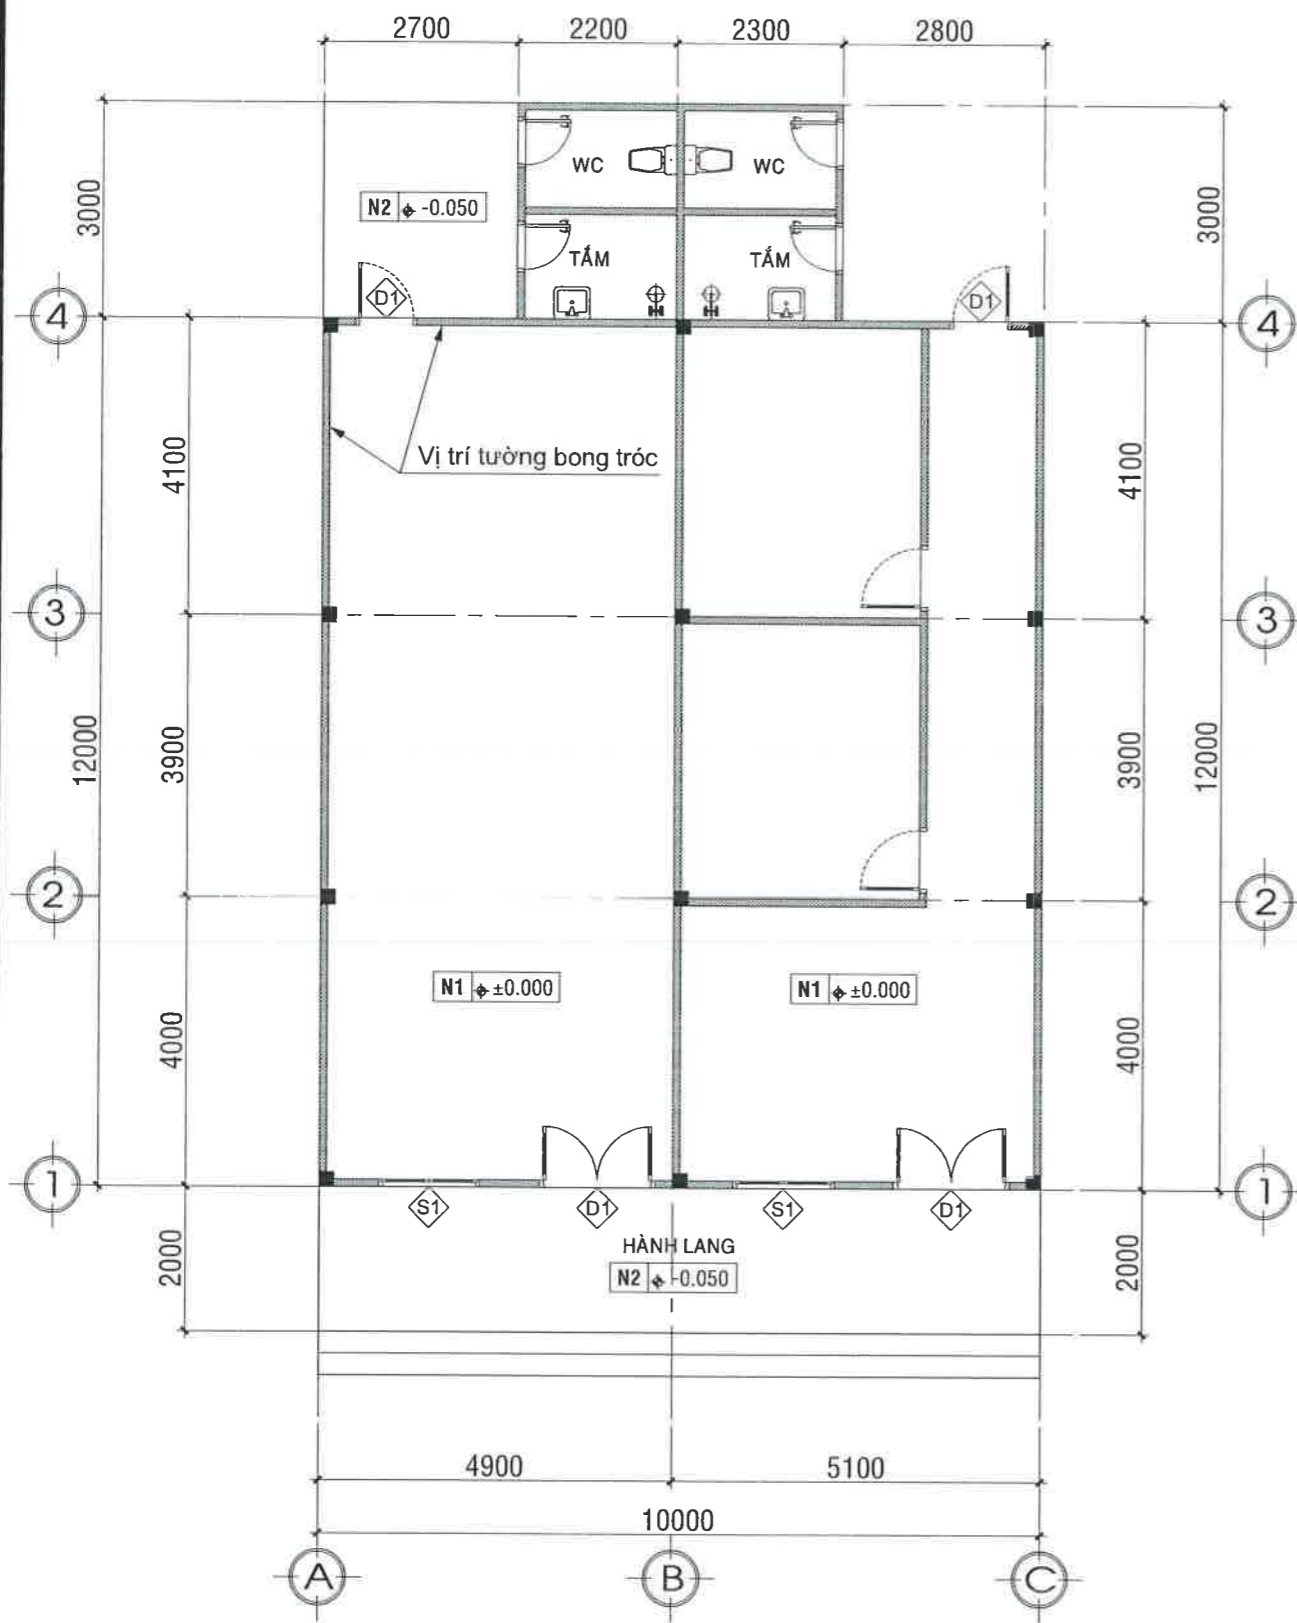 2700 2200 2300 2800
WC WC
3000 3000
N2 -0.050
TẮM TẮM
D1 D1
4 4
Vị trí tường bong tróc
4100 4100
3 3
12000 3900 3900 12000
2 2
N1 ±0.000 N1 ±0.000
4000 4000
1 1
S1 D1 S1 D1
HÀNH LANG
2000 2000
N2 -0.050
4900 5100
10000
A B C